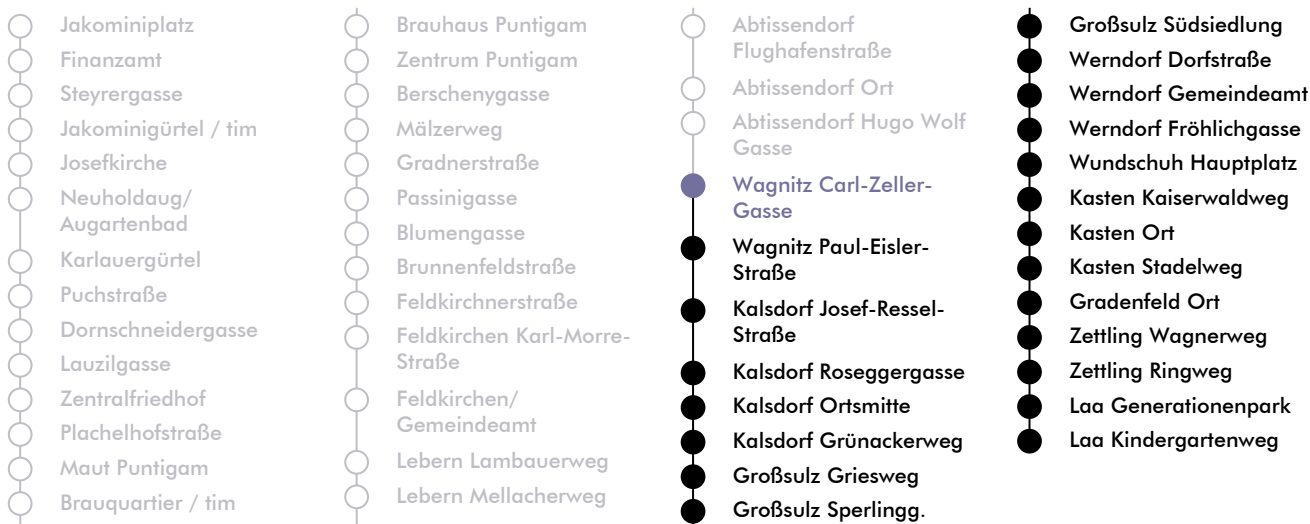 Jakominiplatz
Finanzamt
Steyrergasse
Jakominigürtel / tim
Josefkirche
Neuholdaug/
Augartenbad
Karlauergürtel
Puchstraße
Dornschneidergasse
Lauzilgasse
Zentralfriedhof
Plachelhofstraße
Maut Puntigam
Brauquartier / tim
Brauhaus Puntigam
Zentrum Puntigam
Berschenygasse
Mälzerweg
Gradnerstraße
Passinigasse
Blumengasse
Brunnenfeldstraße
Feldkirchnerstraße
Feldkirchen Karl-Morre-
Straße
Feldkirchen/
Gemeindeamt
Lebern Lambauerweg
Lebern Mellacherweg
Abtissendorf
Flughafenstraße
Abtissendorf Ort
Abtissendorf Hugo Wolf
Gasse
Wagnitz Carl-Zeller-
Gasse
Wagnitz Paul-Eisler-
Straße
Kalsdorf Josef-Ressel-
Straße
Kalsdorf Roseggergasse
Kalsdorf Ortsmitte
Kalsdorf Grünackerweg
Großsulz Griesweg
Großsulz Sperlingg.
Großsulz Südsiedlung
Werndorf Dorfstraße
Werndorf Gemeindeamt
Werndorf Fröhlichgasse
Wundschuh Hauptplatz
Kasten Kaiserwaldweg
Kasten Ort
Kasten Stadelweg
Gradenfeld Ort
Zettling Wagnerweg
Zettling Ringweg
Laa Generationenpark
Laa Kindergartenweg